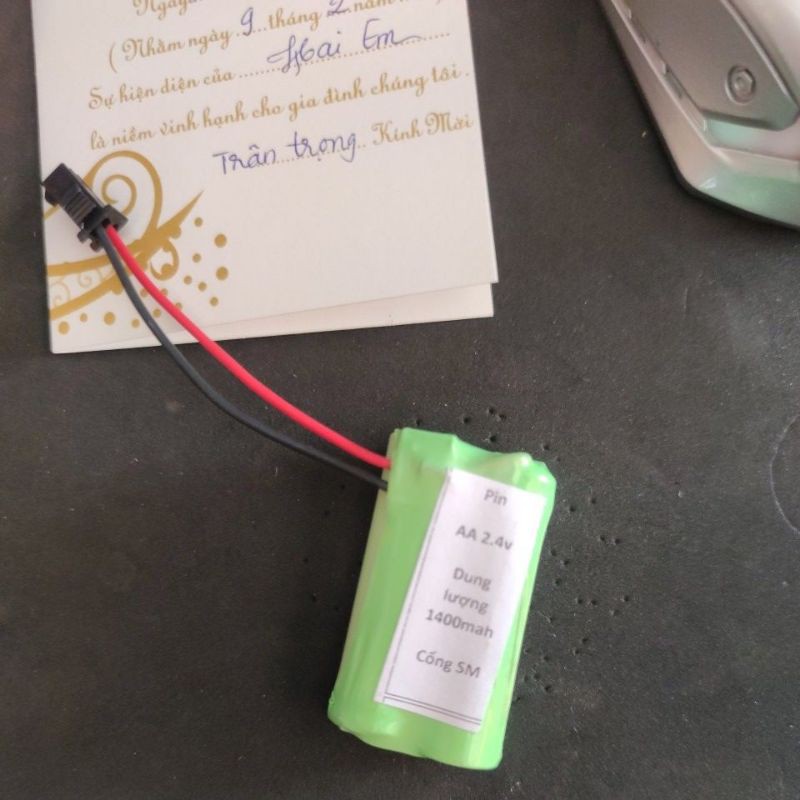 ( Nhằm ngày 9 tháng 2 năm
Sự hiện diện của Hai Em
là niềm vinh hạnh cho gia đình chúng tôi.
Trân trọng Kính Mời
Pin
AA 2.4v
Dung
lượng
1400mah
Cổng SM